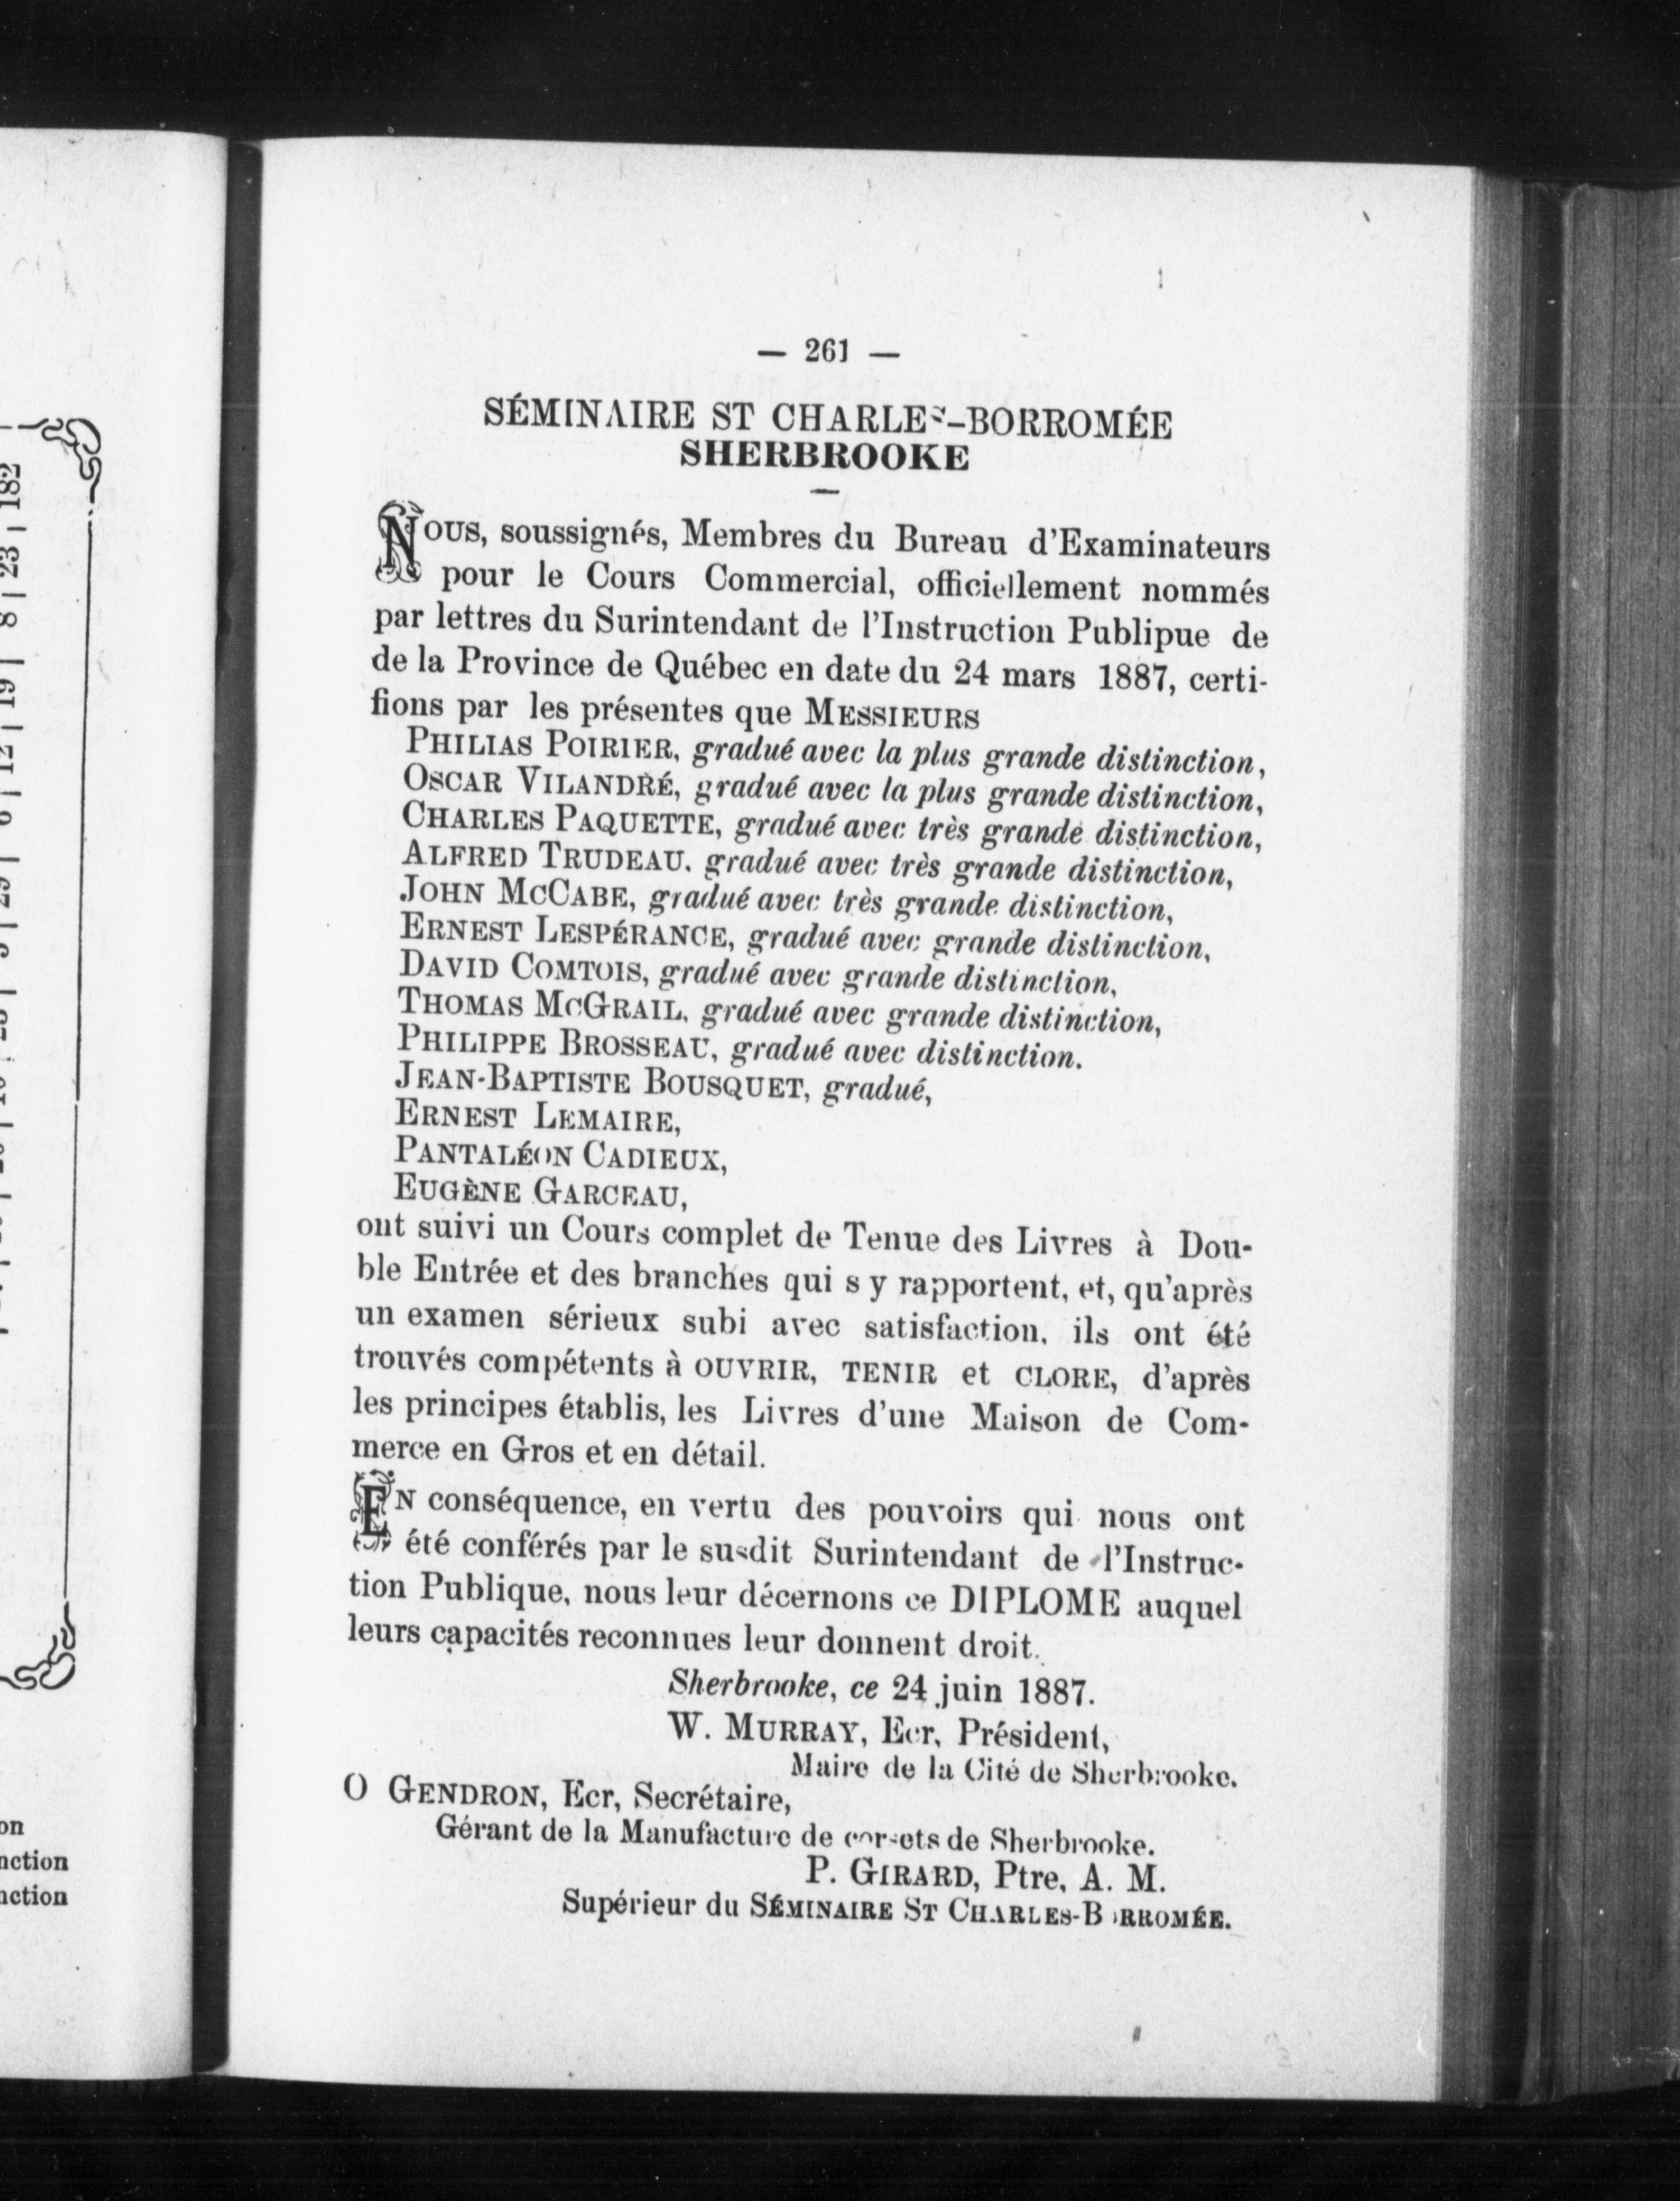 — 261 —
SÉMINAIRE ST CHARLES-BORROMÉE
SHERBROOKE
NOUS, soussignés, Membres du Bureau d'Examinateurs
pour le Cours Commercial, officiellement nommés
par lettres du Surintendant de l'Instruction Publipue de
de la Province de Québec en date du 24 mars 1887, certi-
fions par les présentes que MESSIEURS
PHILIAS POIRIER, gradué avec la plus grande distinction,
OSCAR VILANDRÉ, gradué avec la plus grande distinction,
CHARLES PAQUETTE, gradué avec très grande distinction,
ALFRED TRUDEAU. gradué avec très grande distinction,
JOHN MCCABE, gradué avec très grande distinction,
ERNEST LESPÉRANCE, gradué avec grande distinction,
DAVID COMTOIS, gradué avec grande distinction,
THOMAS MCGRAIL, gradué avec grande distinction,
PHILIPPE BROSSEAU, gradué avec distinction.
JEAN-BAPTISTE BOUSQUET, gradué,
ERNEST LEMAIRE,
PANTALÉON CADIEUX,
EUGÈNE GARCEAU,
ont suivi un Cours complet de Tenue des Livres à Dou-
ble Entrée et des branches qui s y rapportent, et, qu'après
un examen sérieux subi avec satisfaction, ils ont été
trouvés compétents à OUVRIR, TENIR et CLORE, d'après
les principes établis, les Livres d'une Maison de Com-
merce en Gros et en détail.
EN conséquence, en vertu des pouvoirs qui nous ont
été conférés par le susdit Surintendant de l'Instruc-
tion Publique, nous leur décernons ce DIPLOME auquel
leurs capacités reconnues leur donnent droit.
Sherbrooke, ce 24 juin 1887.
W. MURRAY, Ecr, Président,
Maire de la Cité de Sherbrooke.
O GENDRON, Ecr, Secrétaire,
Gérant de la Manufacture de corsets de Sherbrooke.
P. GIRARD, Ptre, A. M.
Supérieur du SÉMINAIRE ST CHARLES-BORROMÉE.